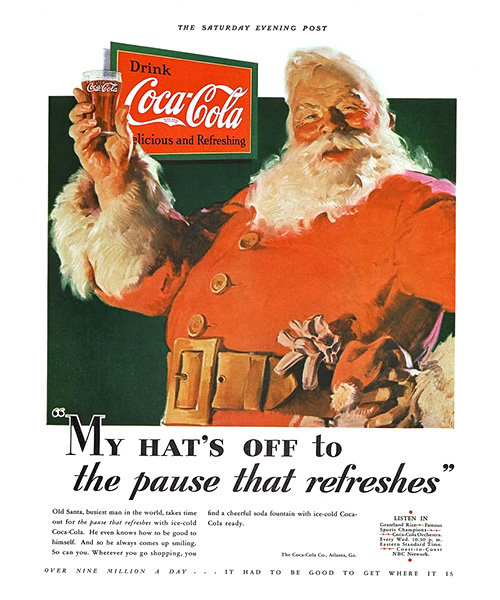 THE SATURDAY EVENING POST
Drink
Coca-Cola
Coca-Cola
elicious and Refreshing
"MY HAT'S OFF to
the pause that refreshes"
Old Santa, busiest man in the world, takes time
out for the pause that refreshes with ice-cold
Coca-Cola. He even knows how to be good to
himself. And so he always comes up smiling.
So can you. Wherever you go shopping, you
find a cheerful soda fountain with ice-cold Coca-
Cola ready.
The Coca-Cola Co., Atlanta, Ga.
LISTEN IN
Grantland Rice Famous
Sports Champions
Coca-Cola Orchestra.
Every Wed. 10:30 p. m.
Eastern Standard Time.
Coast-to-Coast
NBC Network.
OVER NINE MILLION A DAY . . . IT HAD TO BE GOOD TO GET WHERE IT IS